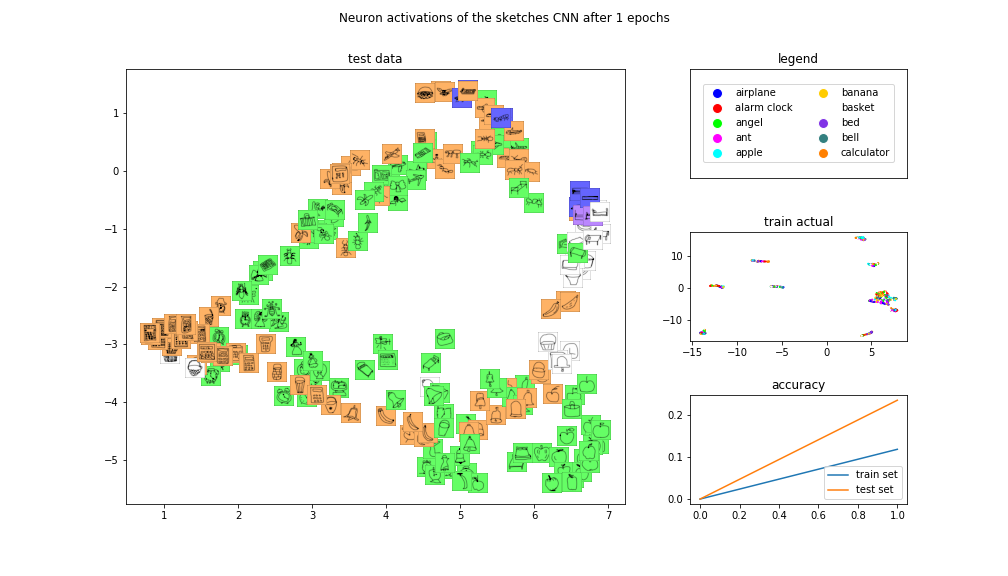 Neuron activations of the sketches CNN after 1 epochs
test data
1
0
−1
−2
−3
−4
−5
1 2 3 4 5 6 7
legend
airplane banana
alarm clock basket
angel bed
ant bell
apple calculator
train actual
10
0
−10
−15 −10 −5 0 5
accuracy
0.2
0.1
0.0
train set
test set
0.0 0.2 0.4 0.6 0.8 1.0